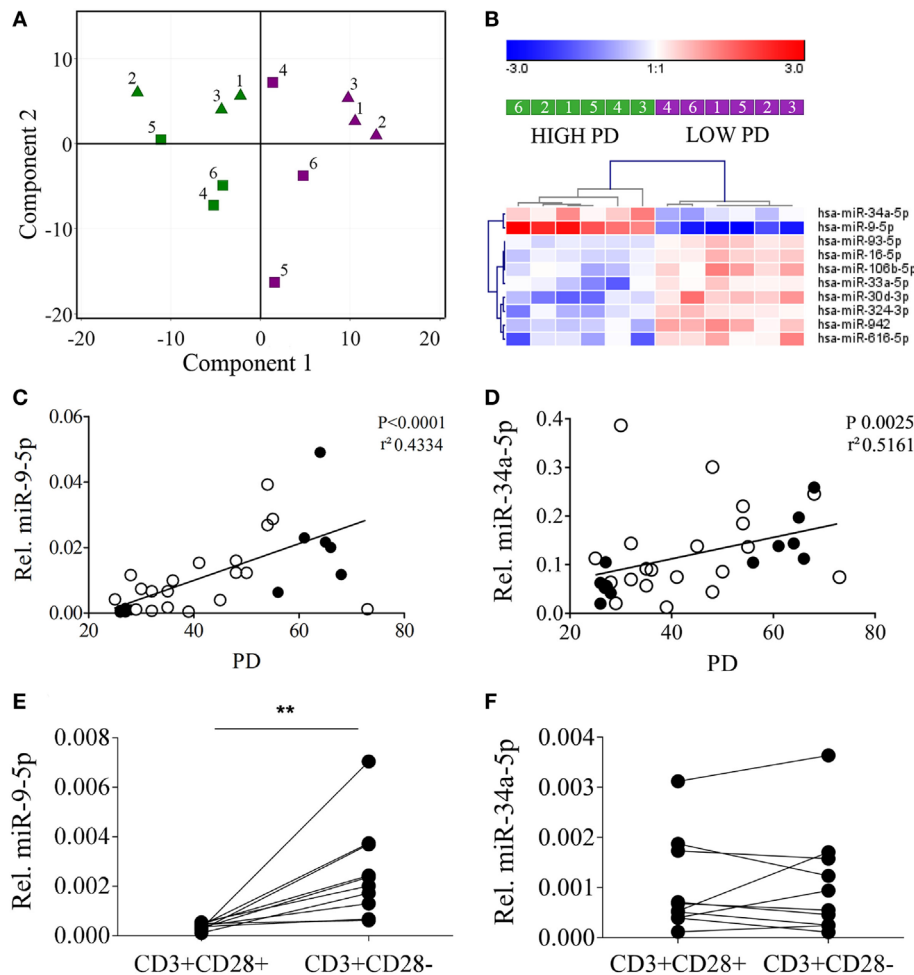 A
Component 2
10
0
-10
-20
-20
-10
0
10
20
Component 1
2
3
1
5
6
4
4
3
1
2
6
5
B
-3.0
1:1
3.0
6 2 1 5 4 3 4 6 1 5 2 3
HIGH PD
LOW PD
hsa-miR-34a-5p
hsa-miR-9-5p
hsa-miR-93-5p
hsa-miR-16-5p
hsa-miR-106b-5p
hsa-miR-33a-5p
hsa-miR-30d-3p
hsa-miR-324-3p
hsa-miR-942
hsa-miR-616-5p
C
Rel. miR-9-5p
0.06
0.04
0.02
0.00
20
40
60
80
PD
P<0.0001
r² 0.4334
D
Rel. miR-34a-5p
0.4
0.3
0.2
0.1
0.0
20
40
60
80
PD
P 0.0025
r² 0.5161
E
**
Rel. miR-9-5p
0.008
0.006
0.004
0.002
0.000
CD3+CD28+
CD3+CD28-
F
Rel. miR-34a-5p
0.004
0.003
0.002
0.001
0.000
CD3+CD28+
CD3+CD28-